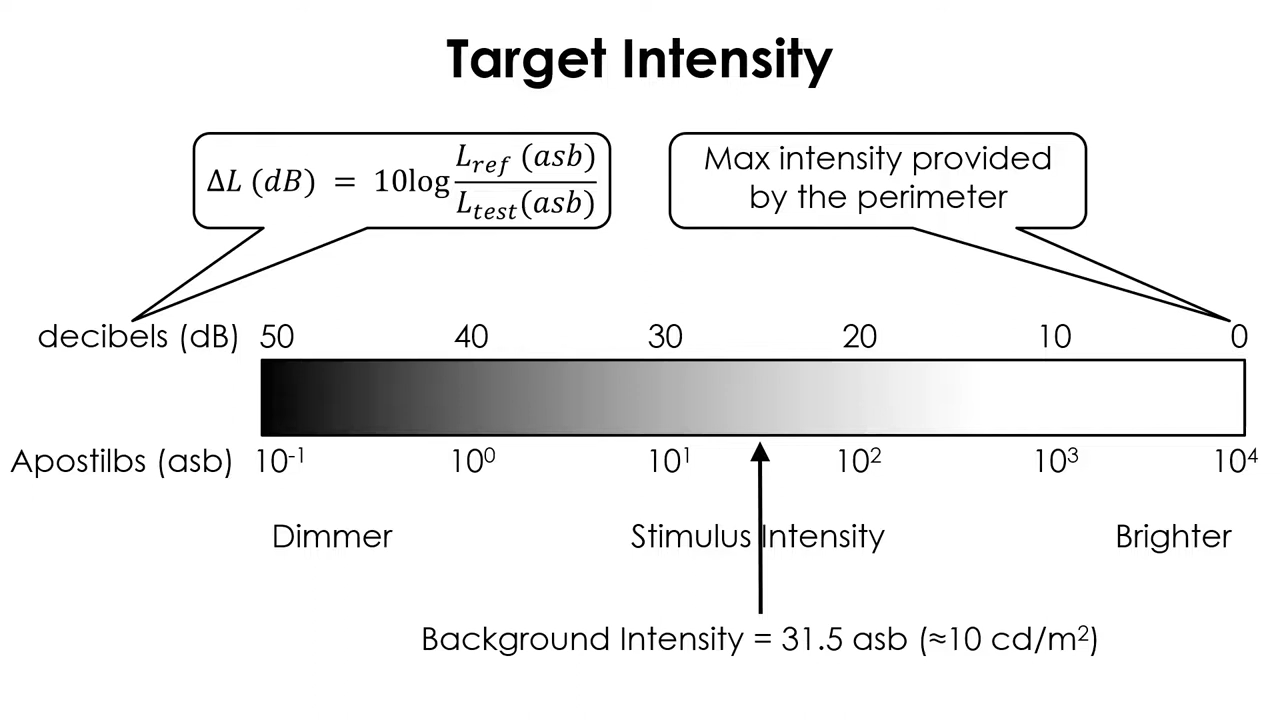 Target Intensity
ΔL (dB) = 10log L_ref (asb) / L_test(asb)
Max intensity provided
by the perimeter
decibels (dB) 50 40 30 20 10 0
Apostilbs (asb) 10⁻¹ 10⁰ 10¹ 10² 10³ 10⁴
Dimmer Stimulus Intensity Brighter
Background Intensity = 31.5 asb (≈10 cd/m²)